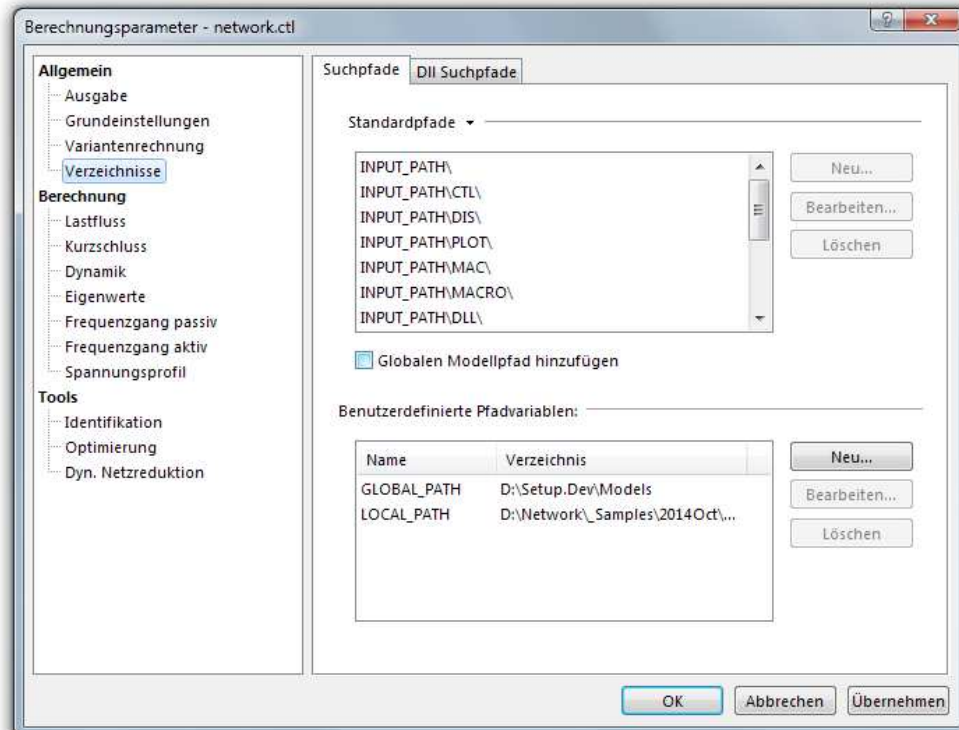 Berechnungsparameter - network.ctl
Allgemein
Ausgabe
Grundeinstellungen
Variantenrechnung
Verzeichnisse
Berechnung
Lastfluss
Kurzschluss
Dynamik
Eigenwerte
Frequenzgang passiv
Frequenzgang aktiv
Spannungsprofil
Tools
Identifikation
Optimierung
Dyn. Netzreduktion
Suchpfade
Dll Suchpfade
Standardpfade
INPUT_PATH\
INPUT_PATH\CTL\
INPUT_PATH\DIS\
INPUT_PATH\PLOT\
INPUT_PATH\MAC\
INPUT_PATH\MACRO\
INPUT_PATH\DLL\
Neu...
Bearbeiten...
Löschen
Globalen Modellpfad hinzufügen
Benutzerdefinierte Pfadvariablen:
Name Verzeichnis
GLOBAL_PATH D:\Setup.Dev\Models
LOCAL_PATH D:\Network\_Samples\2014Oct\...
Neu...
Bearbeiten...
Löschen
OK
Abbrechen
Übernehmen